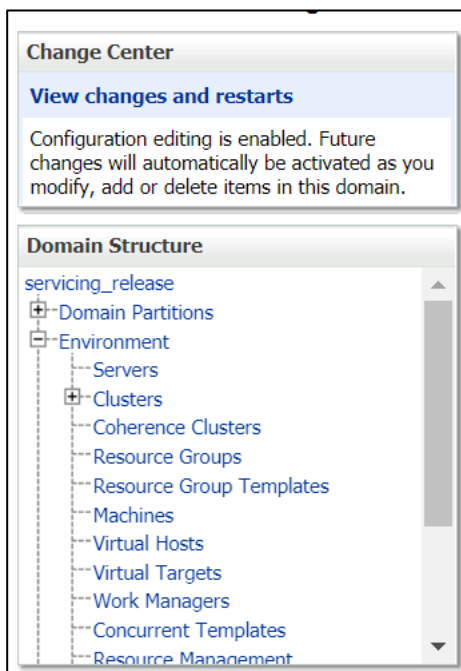 Change Center
View changes and restarts
Configuration editing is enabled. Future
changes will automatically be activated as you
modify, add or delete items in this domain.
Domain Structure
servicing_release
Domain Partitions
Environment
Servers
Clusters
Coherence Clusters
Resource Groups
Resource Group Templates
Machines
Virtual Hosts
Virtual Targets
Work Managers
Concurrent Templates
Resource Management